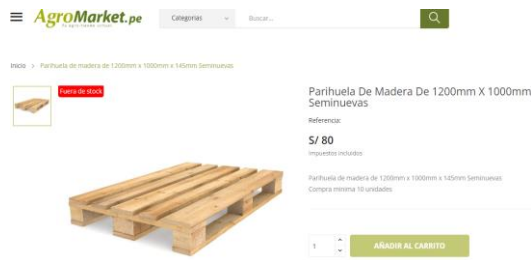 AgroMarket.pe
Categorias
Buscar...
Inicio > Parihuela de madera de 1200mm x 1000mm x 145mm Seminuevas
Fuera de stock
Parihuela De Madera De 1200mm X 1000mm
Seminuevas
Referencia:
S/ 80
Impuestos incluidos
Parihuela de madera de 1200mm x 1000mm x 145mm Seminuevas
Compra minima 10 unidades
1
AÑADIR AL CARRITO